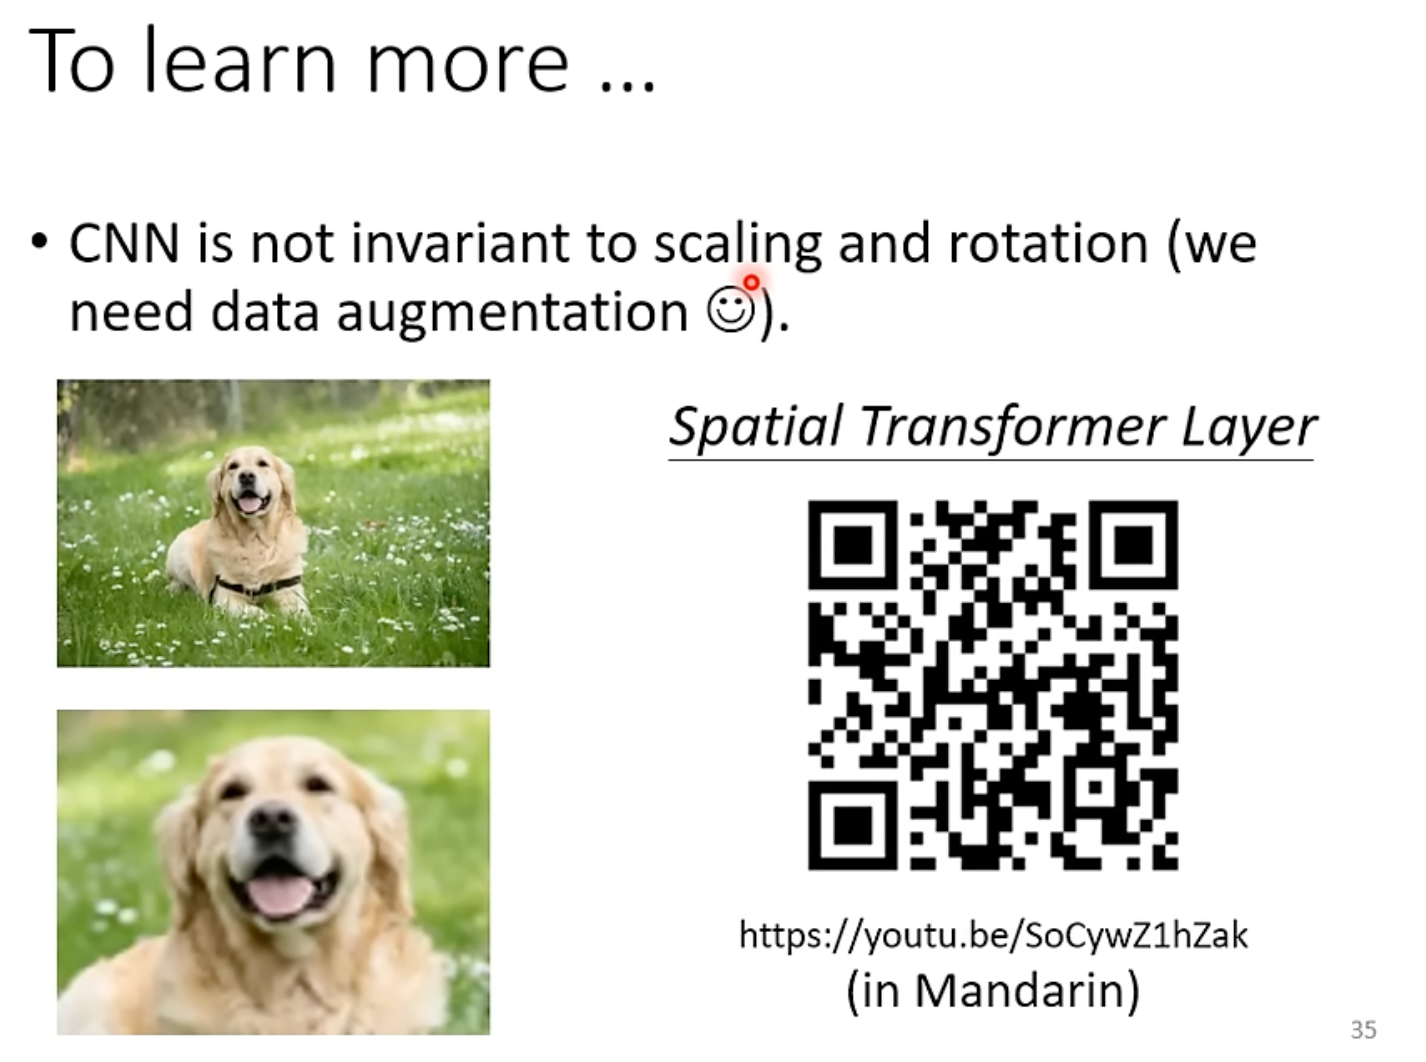 To learn more ...
• CNN is not invariant to scaling and rotation (we
need data augmentation ☺).
Spatial Transformer Layer
https://youtu.be/SoCywZ1hZak
(in Mandarin)
35